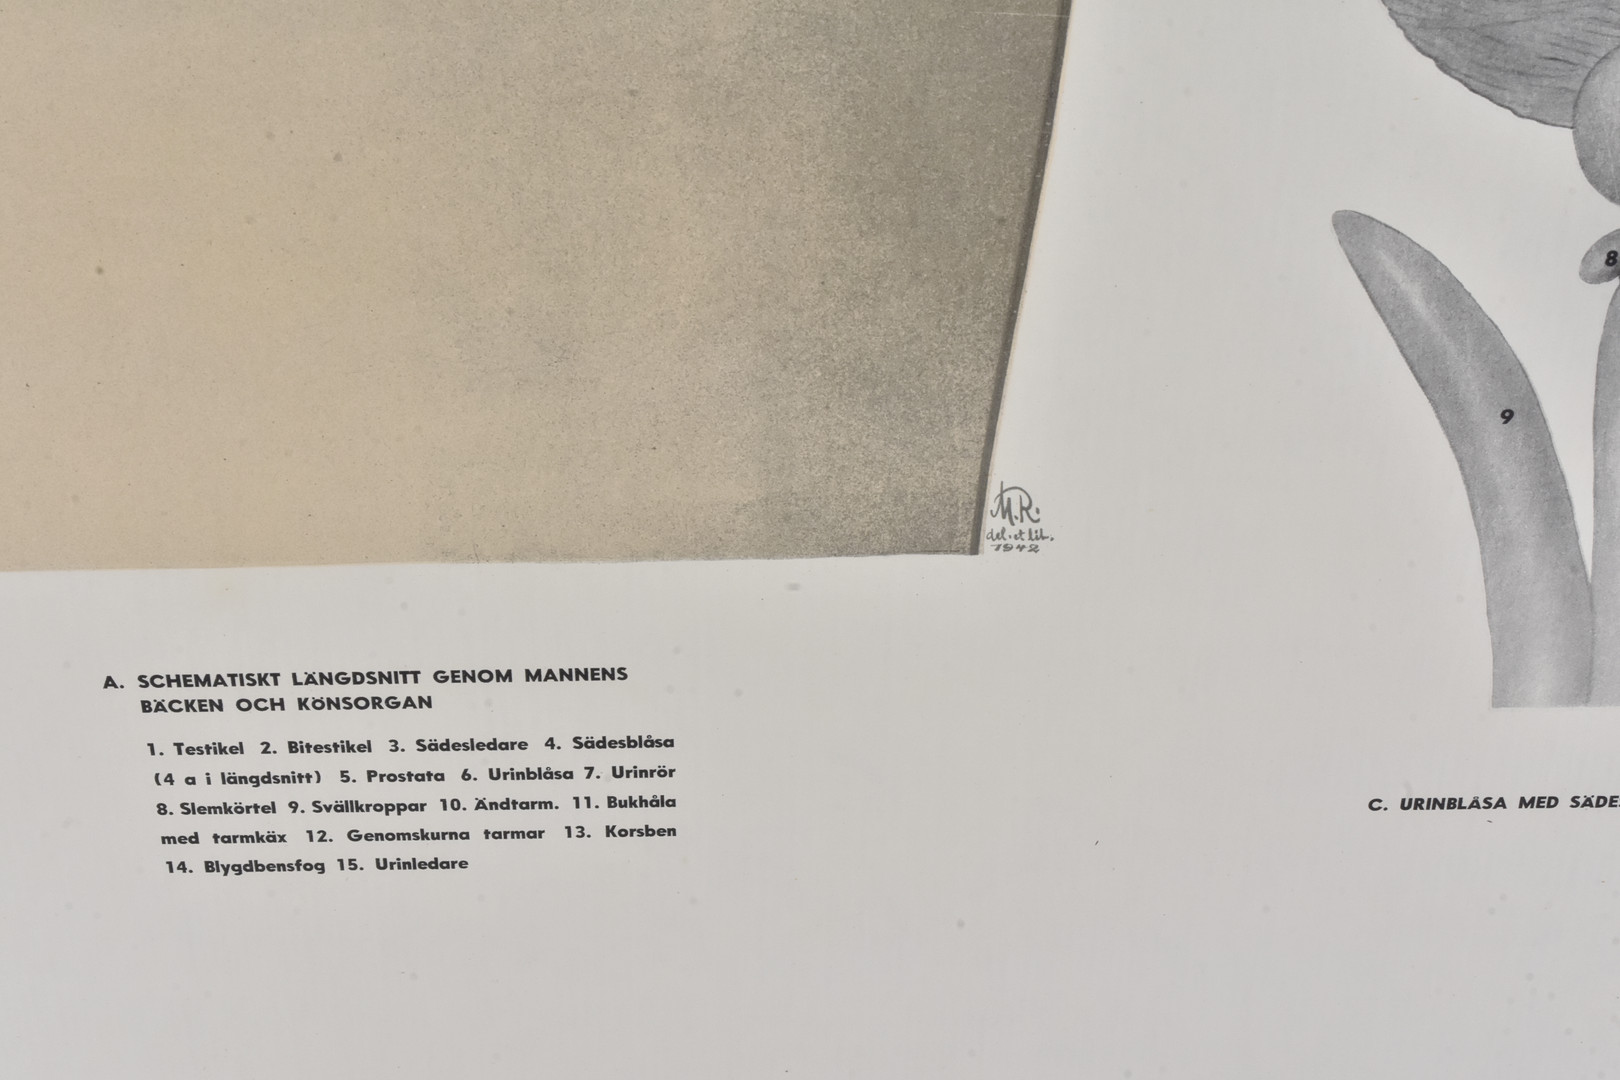 8
9
M.R.
del. et lit.
1942
A. SCHEMATISKT LÄNGDSNITT GENOM MANNENS
BÄCKEN OCH KÖNSORGAN
1. Testikel 2. Bitestikel 3. Sädesledare 4. Sädesblåsa
(4 a i längdsnitt) 5. Prostata 6. Urinblåsa 7. Urinrör
8. Slemkörtel 9. Svällkroppar 10. Ändtarm. 11. Bukhåla
med tarmkäx 12. Genomskurna tarmar 13. Korsben
14. Blygdbensfog 15. Urinledare
C. URINBLÅSA MED SÄDE